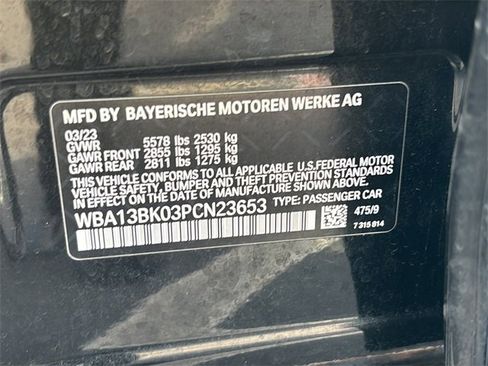 MFD BY BAYERISCHE MOTOREN WERKE AG
03/23
GVWR 5578 lbs 2530 kg
GAWR FRONT 2855 lbs 1295 kg
GAWR REAR 2811 lbs 1275 kg
THIS VEHICLE CONFORMS TO ALL APPLICABLE U.S.FEDERAL MOTOR
VEHICLE SAFETY, BUMPER, AND THEFT PREVENTION STANDARDS
IN EFFECT ON THE DATE OF MANUFACTURE SHOWN ABOVE.
WBA13BK03PCN23653 TYPE: PASSENGER CAR
475/9
7 315 814